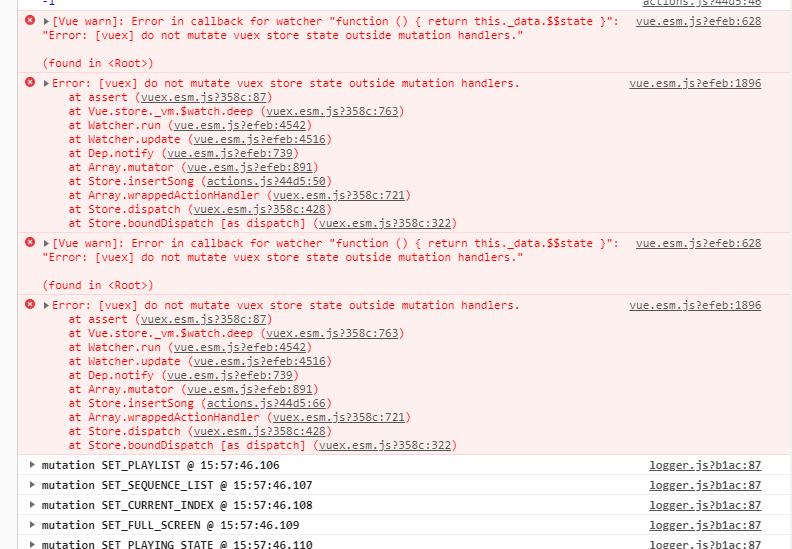 -1 actions.js?44d5:46
[Vue warn]: Error in callback for watcher "function () { return this._data.$$state }": vue.esm.js?efeb:628
"Error: [vuex] do not mutate vuex store state outside mutation handlers."
(found in <Root>)
Error: [vuex] do not mutate vuex store state outside mutation handlers. vue.esm.js?efeb:1896
at assert (vuex.esm.js?358c:87)
at Vue.store._vm.$watch.deep (vuex.esm.js?358c:763)
at Watcher.run (vue.esm.js?efeb:4542)
at Watcher.update (vue.esm.js?efeb:4516)
at Dep.notify (vue.esm.js?efeb:739)
at Array.mutator (vue.esm.js?efeb:891)
at Store.insertSong (actions.js?44d5:50)
at Array.wrappedActionHandler (vuex.esm.js?358c:721)
at Store.dispatch (vuex.esm.js?358c:428)
at Store.boundDispatch [as dispatch] (vuex.esm.js?358c:322)
[Vue warn]: Error in callback for watcher "function () { return this._data.$$state }": vue.esm.js?efeb:628
"Error: [vuex] do not mutate vuex store state outside mutation handlers."
(found in <Root>)
Error: [vuex] do not mutate vuex store state outside mutation handlers. vue.esm.js?efeb:1896
at assert (vuex.esm.js?358c:87)
at Vue.store._vm.$watch.deep (vuex.esm.js?358c:763)
at Watcher.run (vue.esm.js?efeb:4542)
at Watcher.update (vue.esm.js?efeb:4516)
at Dep.notify (vue.esm.js?efeb:739)
at Array.mutator (vue.esm.js?efeb:891)
at Store.insertSong (actions.js?44d5:66)
at Array.wrappedActionHandler (vuex.esm.js?358c:721)
at Store.dispatch (vuex.esm.js?358c:428)
at Store.boundDispatch [as dispatch] (vuex.esm.js?358c:322)
mutation SET_PLAYLIST @ 15:57:46.106 logger.js?b1ac:87
mutation SET_SEQUENCE_LIST @ 15:57:46.107 logger.js?b1ac:87
mutation SET_CURRENT_INDEX @ 15:57:46.108 logger.js?b1ac:87
mutation SET_FULL_SCREEN @ 15:57:46.109 logger.js?b1ac:87
mutation SET_PLAYING_STATE @ 15:57:46.110 logger.js?b1ac:87